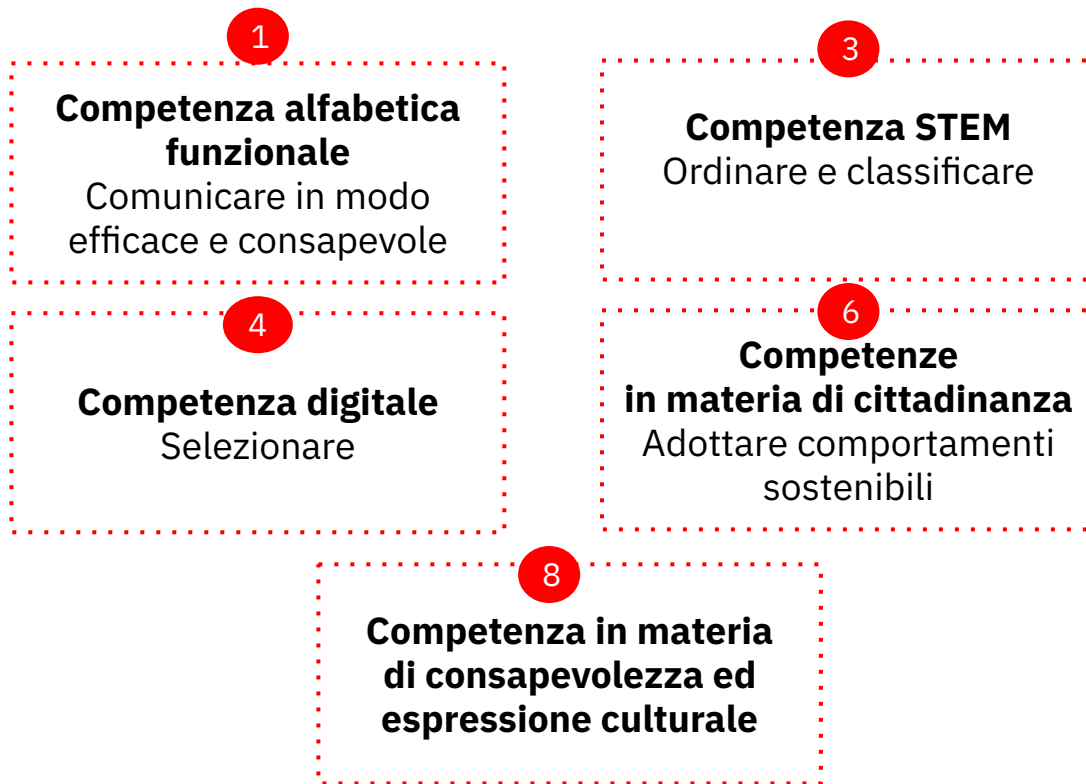 1
Competenza alfabetica
funzionale
Comunicare in modo
efficace e consapevole
3
Competenza STEM
Ordinare e classificare
4
Competenza digitale
Selezionare
6
Competenze
in materia di cittadinanza
Adottare comportamenti
sostenibili
8
Competenza in materia
di consapevolezza ed
espressione culturale